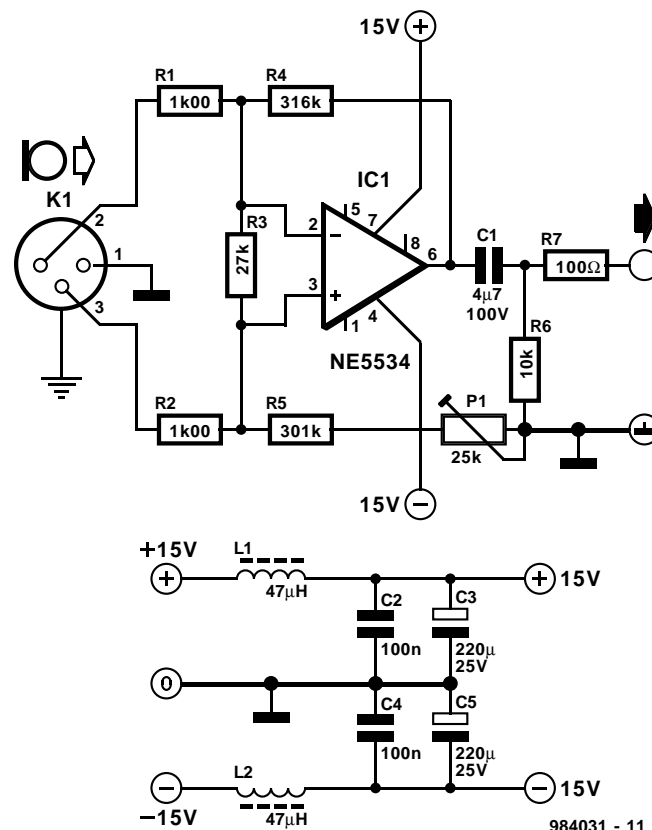 15V +
R1
R4
1k00
316k
IC1
K1
2
5
7
R3
2
8
6
C1
R7
1
27k
−
100Ω
3
+
4µ7
100V
3
4
1
R6
NE5534
10k
R2
R5
P1
1k00
301k
25k
15V −
+15V
L1
+
+ 15V
47µH
C2
C3
100n
220µ
25V
0
C4
C5
100n
220µ
25V
L2
−
− 15V
−15V
47µH
984031 - 11